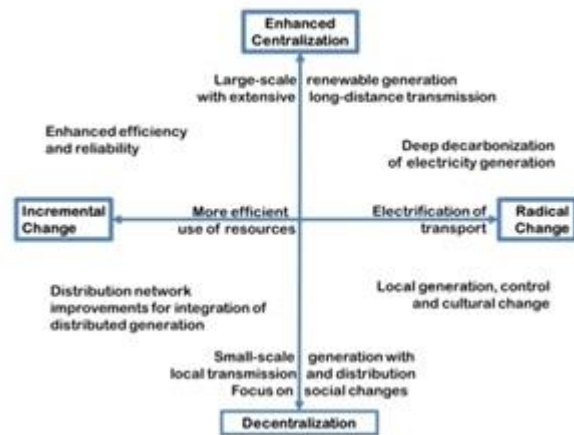 Enhanced
Centralization
Large-scale renewable generation
with extensive long-distance transmission
Enhanced efficiency
and reliability
Deep decarbonization
of electricity generation
Incremental
Change
More efficient
use of resources
Electrification of
transport
Radical
Change
Distribution network
improvements for integration of
distributed generation
Local generation, control
and cultural change
Small-scale generation with
local transmission and distribution
Focus on social changes
Decentralization